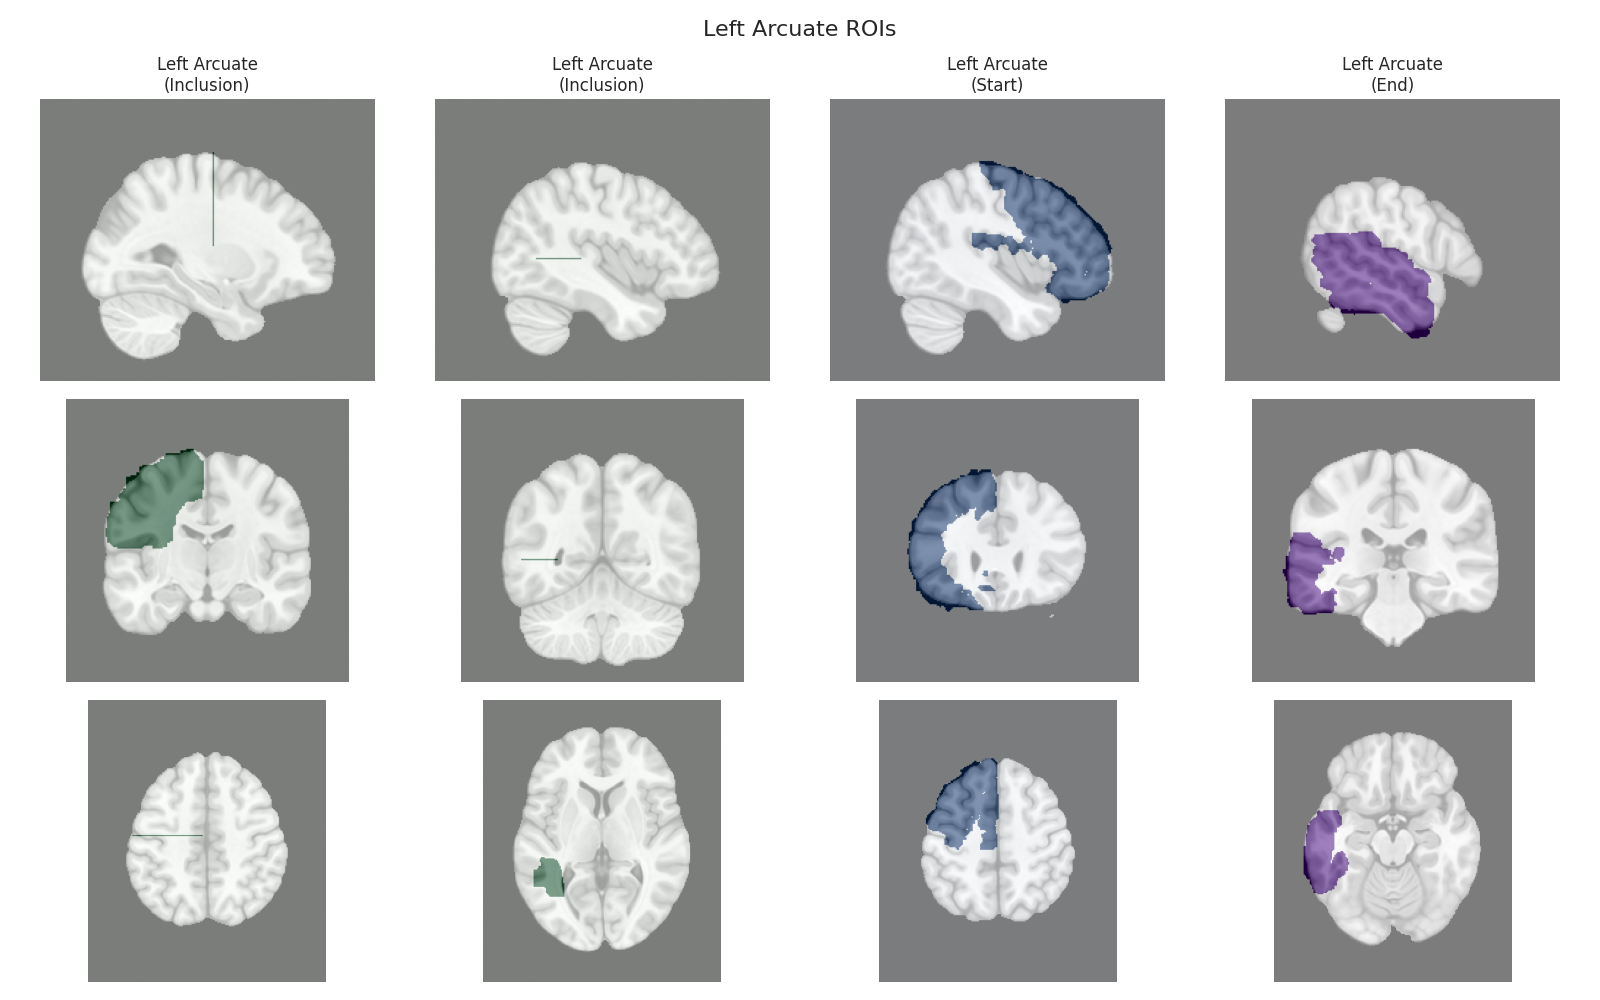 Left Arcuate ROIs
Left Arcuate
(Inclusion)
Left Arcuate
(Inclusion)
Left Arcuate
(Start)
Left Arcuate
(End)